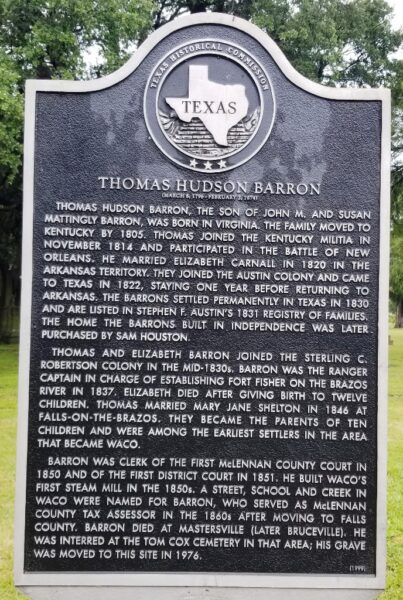 TEXAS HISTORICAL COMMISSION
TEXAS
THOMAS HUDSON BARRON
(MARCH 8, 1796 - FEBRUARY 2, 1874)
THOMAS HUDSON BARRON, THE SON OF JOHN M. AND SUSAN
MATTINGLY BARRON, WAS BORN IN VIRGINIA. THE FAMILY MOVED TO
KENTUCKY BY 1805. THOMAS JOINED THE KENTUCKY MILITIA IN
NOVEMBER 1814 AND PARTICIPATED IN THE BATTLE OF NEW
ORLEANS. HE MARRIED ELIZABETH CARNALL IN 1820 IN THE
ARKANSAS TERRITORY. THEY JOINED THE AUSTIN COLONY AND CAME
TO TEXAS IN 1822, STAYING ONE YEAR BEFORE RETURNING TO
ARKANSAS. THE BARRONS SETTLED PERMANENTLY IN TEXAS IN 1830
AND ARE LISTED IN STEPHEN F. AUSTIN'S 1831 REGISTRY OF FAMILIES.
THE HOME THE BARRONS BUILT IN INDEPENDENCE WAS LATER
PURCHASED BY SAM HOUSTON.
THOMAS AND ELIZABETH BARRON JOINED THE STERLING C.
ROBERTSON COLONY IN THE MID-1830s. BARRON WAS THE RANGER
CAPTAIN IN CHARGE OF ESTABLISHING FORT FISHER ON THE BRAZOS
RIVER IN 1837. ELIZABETH DIED AFTER GIVING BIRTH TO TWELVE
CHILDREN. THOMAS MARRIED MARY JANE SHELTON IN 1846 AT
FALLS-ON-THE-BRAZOS. THEY BECAME THE PARENTS OF TEN
CHILDREN AND WERE AMONG THE EARLIEST SETTLERS IN THE AREA
THAT BECAME WACO.
BARRON WAS CLERK OF THE FIRST McLENNAN COUNTY COURT IN
1850 AND OF THE FIRST DISTRICT COURT IN 1851. HE BUILT WACO'S
FIRST STEAM MILL IN THE 1850s. A STREET, SCHOOL AND CREEK IN
WACO WERE NAMED FOR BARRON, WHO SERVED AS McLENNAN
COUNTY TAX ASSESSOR IN THE 1860s AFTER MOVING TO FALLS
COUNTY. BARRON DIED AT MASTERSVILLE (LATER BRUCEVILLE). HE
WAS INTERRED AT THE TOM COX CEMETERY IN THAT AREA; HIS GRAVE
WAS MOVED TO THIS SITE IN 1976.
(1999)